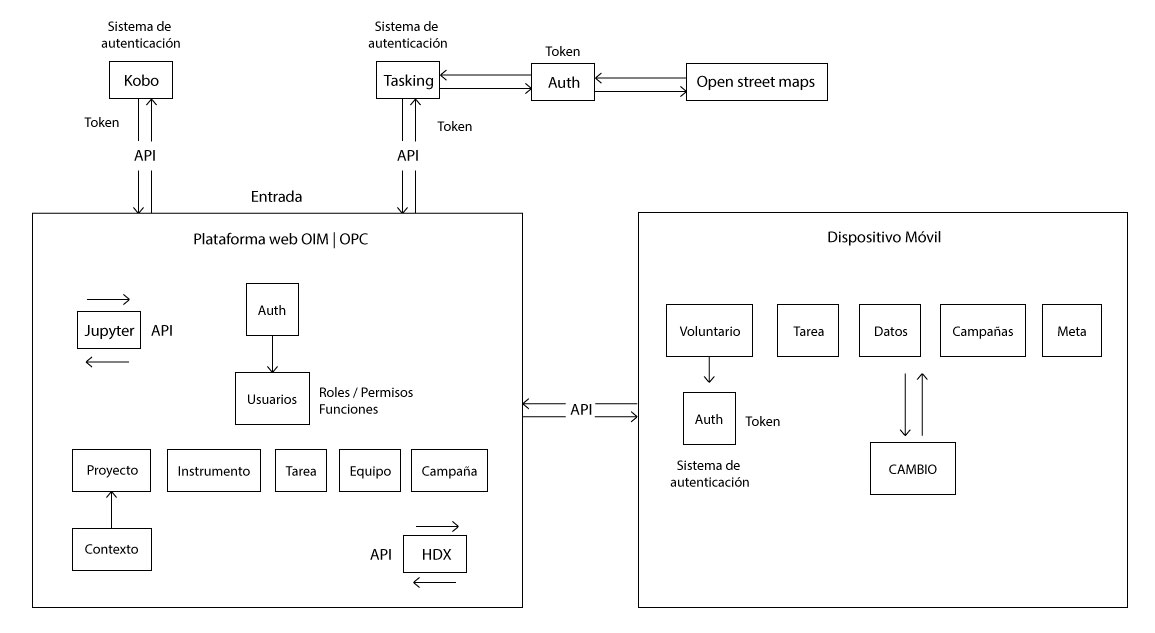 Sistema de
autenticación
Kobo
Token
API
Sistema de
autenticación
Tasking
Token
API
Token
Auth
Open street maps
Entrada
Plataforma web OIM | OPC
Jupyter
API
Auth
Usuarios
Roles / Permisos
Funciones
Proyecto
Instrumento
Tarea
Equipo
Campaña
Contexto
API
HDX
API
Dispositivo Móvil
Voluntario
Tarea
Datos
Campañas
Meta
Auth
Token
Sistema de
autenticación
CAMBIO